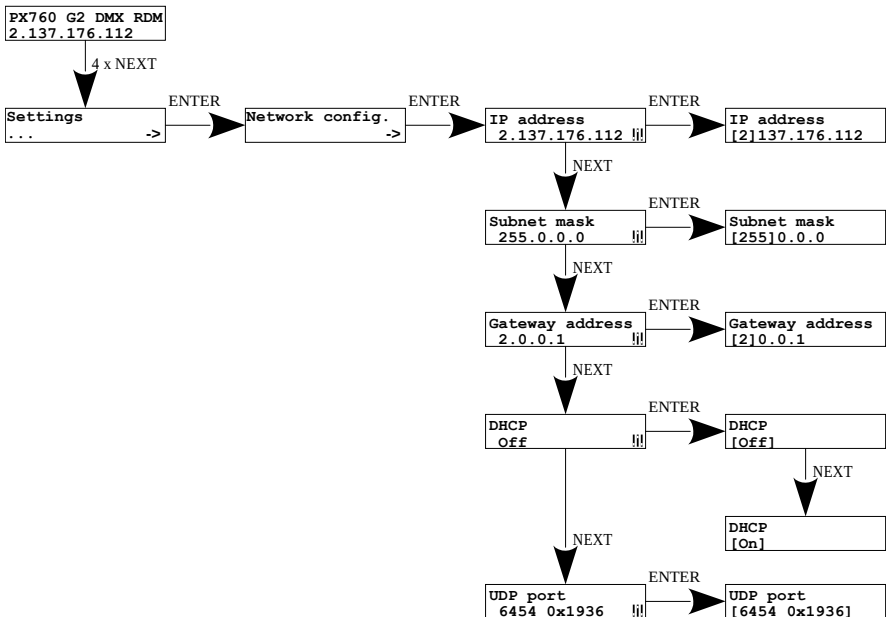 PX760 G2 DMX RDM
2.137.176.112
4 x NEXT
Settings
... ->
ENTER
Network config.
->
ENTER
IP address
2.137.176.112 !i!
ENTER
IP address
[2]137.176.112
NEXT
Subnet mask
255.0.0.0 !i!
ENTER
Subnet mask
[255]0.0.0
NEXT
Gateway address
2.0.0.1 !i!
ENTER
Gateway address
[2]0.0.1
NEXT
DHCP
Off !i!
ENTER
DHCP
[Off]
NEXT
DHCP
[On]
NEXT
UDP port
6454 0x1936 !i!
ENTER
UDP port
[6454 0x1936]